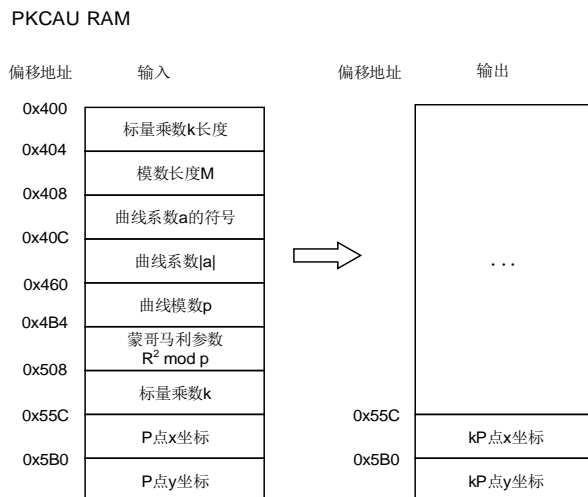 PKCAU RAM
偏移地址 输入 偏移地址 输出
0x400
标量乘数k长度
0x404
模数长度M
0x408
曲线系数a的符号
0x40C
曲线系数|a|
...
0x460
曲线模数p
0x4B4
蒙哥马利参数
R² mod p
0x508
标量乘数k
0x55C 0x55C
P点x坐标 kP点x坐标
0x5B0 0x5B0
P点y坐标 kP点y坐标